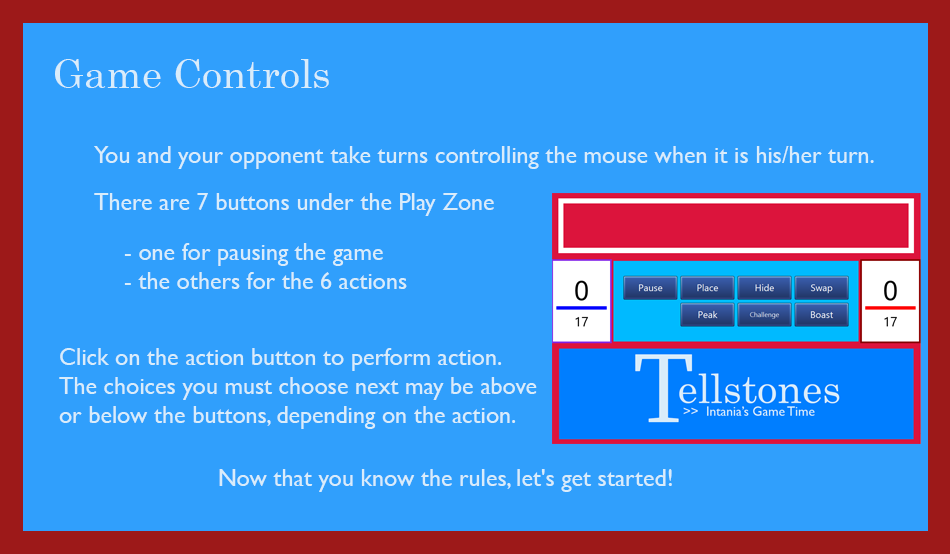 Game Controls
You and your opponent take turns controlling the mouse when it is his/her turn.
There are 7 buttons under the Play Zone
- one for pausing the game
- the others for the 6 actions
0
17
Pause Place Hide Swap
Peak Challenge Boast
0
17
Tellstones
>> Intania's Game Time
Click on the action button to perform action.
The choices you must choose next may be above
or below the buttons, depending on the action.
Now that you know the rules, let's get started!